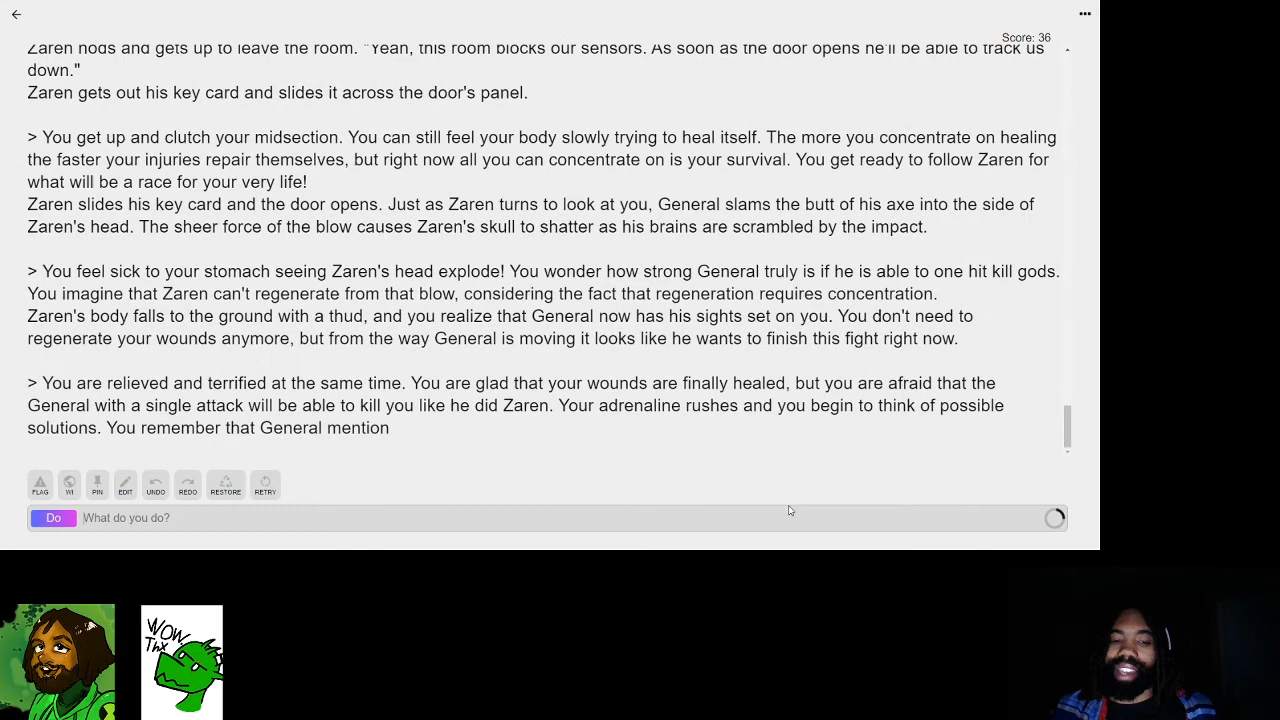 Score: 36
Zaren nods and gets up to leave the room. "Yeah, this room blocks our sensors. As soon as the door opens he'll be able to track us
down."
Zaren gets out his key card and slides it across the door's panel.
> You get up and clutch your midsection. You can still feel your body slowly trying to heal itself. The more you concentrate on healing
the faster your injuries repair themselves, but right now all you can concentrate on is your survival. You get ready to follow Zaren for
what will be a race for your very life!
Zaren slides his key card and the door opens. Just as Zaren turns to look at you, General slams the butt of his axe into the side of
Zaren's head. The sheer force of the blow causes Zaren's skull to shatter as his brains are scrambled by the impact.
> You feel sick to your stomach seeing Zaren's head explode! You wonder how strong General truly is if he is able to one hit kill gods.
You imagine that Zaren can't regenerate from that blow, considering the fact that regeneration requires concentration.
Zaren's body falls to the ground with a thud, and you realize that General now has his sights set on you. You don't need to
regenerate your wounds anymore, but from the way General is moving it looks like he wants to finish this fight right now.
> You are relieved and terrified at the same time. You are glad that your wounds are finally healed, but you are afraid that the
General with a single attack will be able to kill you like he did Zaren. Your adrenaline rushes and you begin to think of possible
solutions. You remember that General mention
FLAG WI PIN EDIT UNDO REDO RESTORE RETRY
Do What do you do?
WOW
Thx